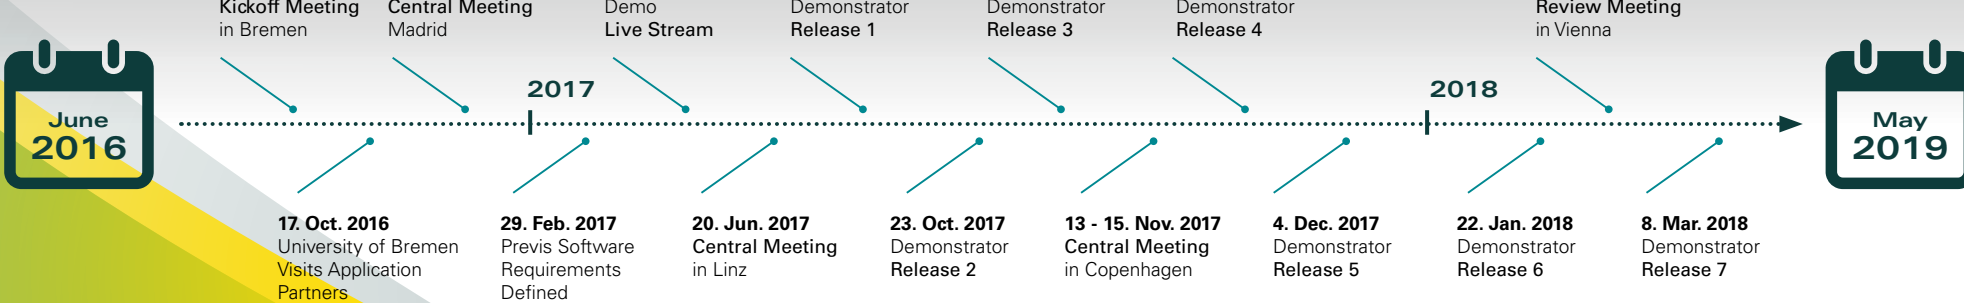 Kickoff Meeting
in Bremen
Central Meeting
Madrid
Demo
Live Stream
Demonstrator
Release 1
Demonstrator
Release 3
Demonstrator
Release 4
Review Meeting
in Vienna
June
2016
2017
2018
May
2019
17. Oct. 2016
University of Bremen
Visits Application
Partners
29. Feb. 2017
Previs Software
Requirements
Defined
20. Jun. 2017
Central Meeting
in Linz
23. Oct. 2017
Demonstrator
Release 2
13 - 15. Nov. 2017
Central Meeting
in Copenhagen
4. Dec. 2017
Demonstrator
Release 5
22. Jan. 2018
Demonstrator
Release 6
8. Mar. 2018
Demonstrator
Release 7